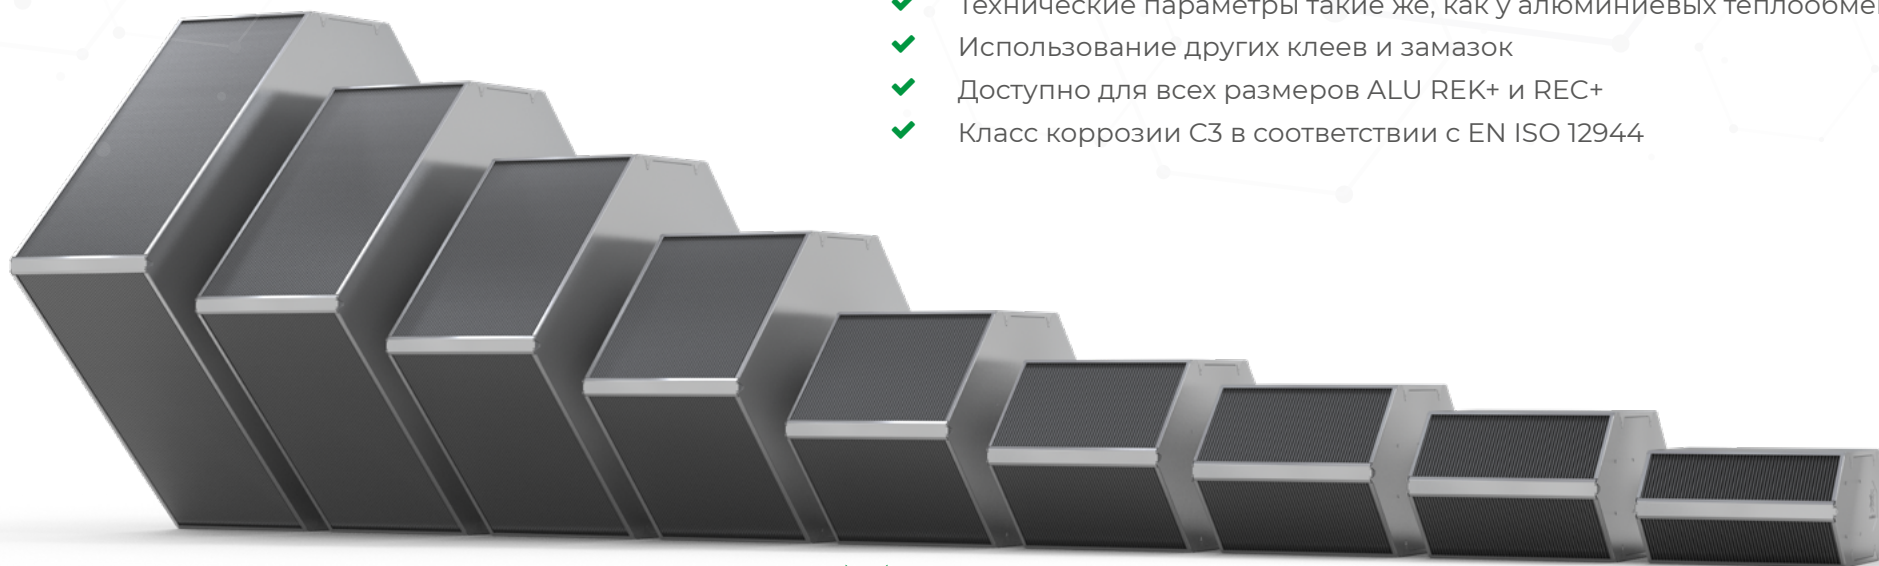 Технические параметры такие же, как у алюминиевых
Использование других клеев и замазок
Доступно для всех размеров ALU REK+ и REC+
Класс коррозии C3 в соответствии с EN ISO 12944